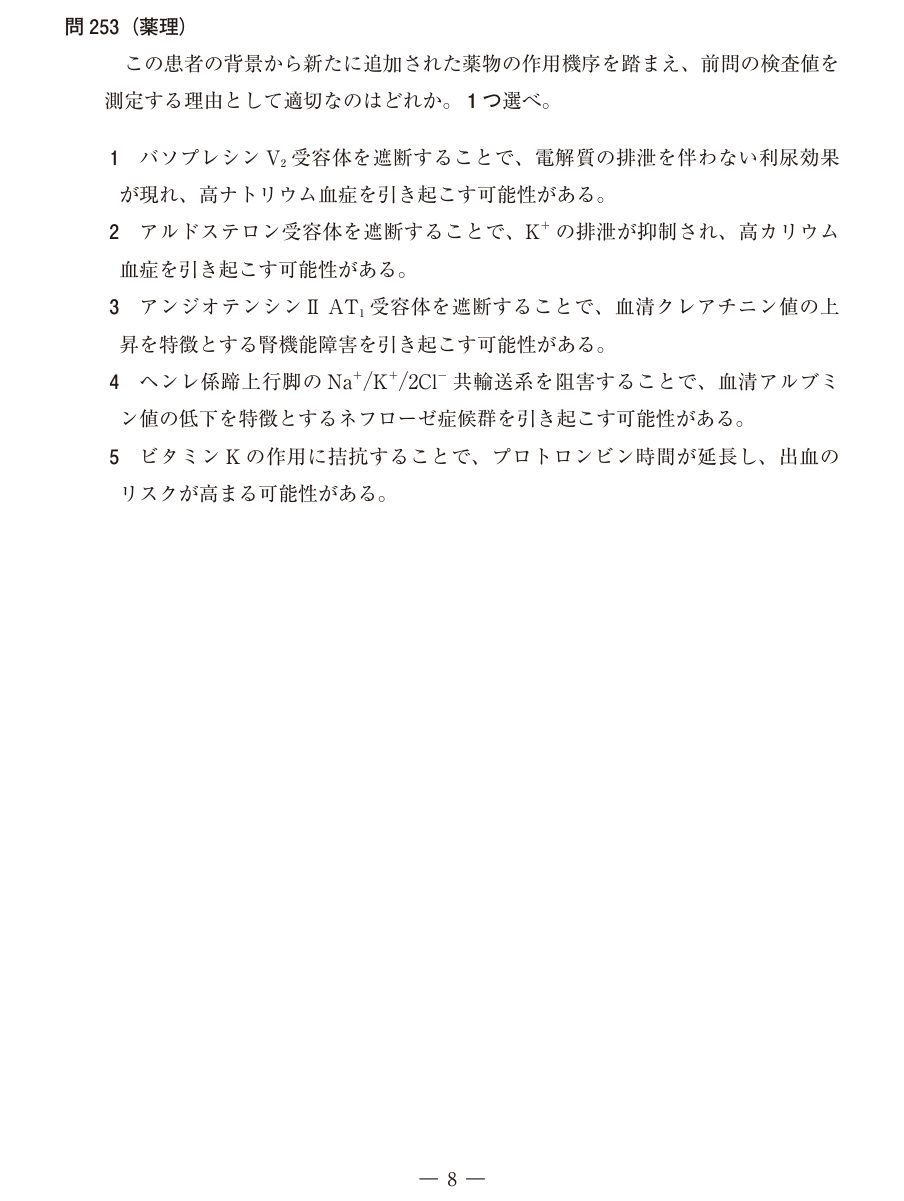 問 253（薬理）
この患者の背景から新たに追加された薬物の作用機序を踏まえ、前問の検査値を
測定する理由として適切なのはどれか。1つ選べ。
1 バソプレシン V₂ 受容体を遮断することで、電解質の排泄を伴わない利尿効果
が現れ、高ナトリウム血症を引き起こす可能性がある。
2 アルドステロン受容体を遮断することで、K⁺ の排泄が抑制され、高カリウム
血症を引き起こす可能性がある。
3 アンジオテンシンⅡ AT₁ 受容体を遮断することで、血清クレアチニン値の上
昇を特徴とする腎機能障害を引き起こす可能性がある。
4 ヘンレ係蹄上行脚の Na⁺/K⁺/2Cl⁻ 共輸送系を阻害することで、血清アルブミ
ン値の低下を特徴とするネフローゼ症候群を引き起こす可能性がある。
5 ビタミン K の作用に拮抗することで、プロトロンビン時間が延長し、出血の
リスクが高まる可能性がある。
— 8 —